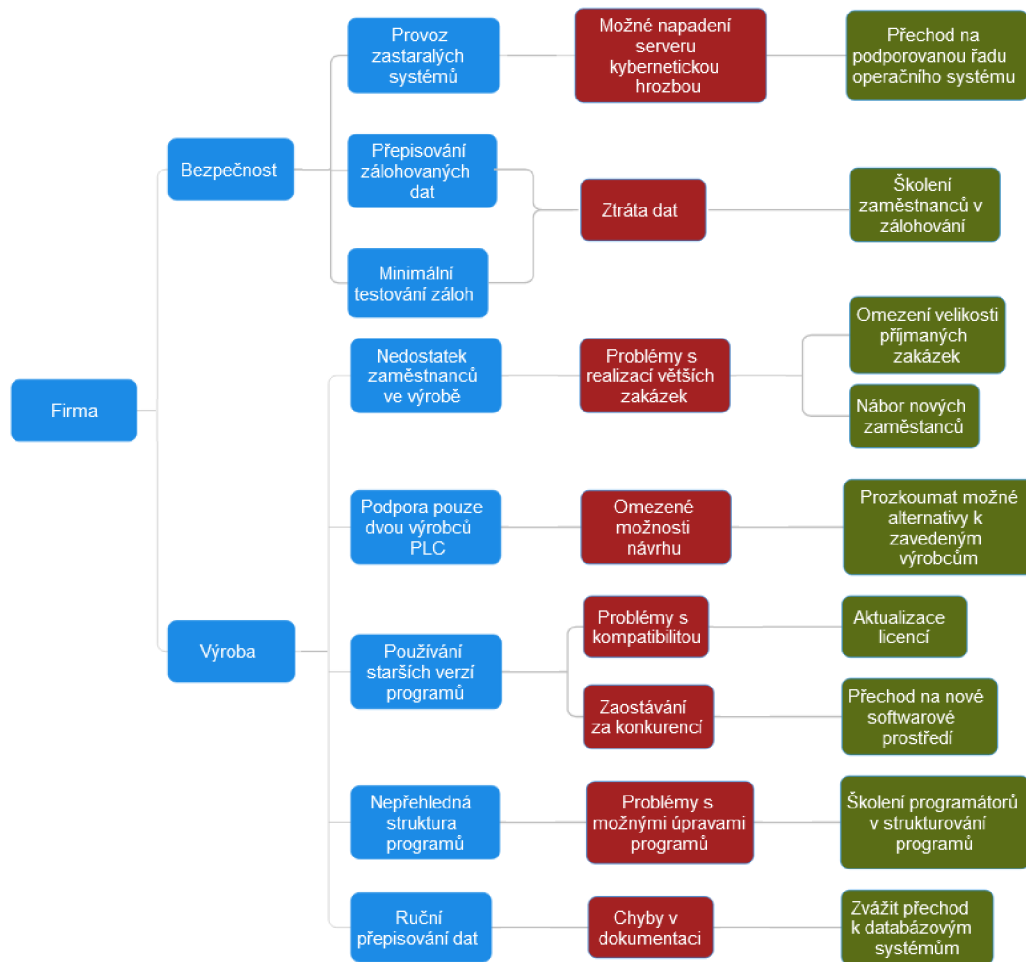 Provoz
zastaralých
systémů
Možné napadení
serveru
kybernetickou
hrozbou
Přechod na
podporovanou řadu
operačního systému
Bezpečnost
Přepisování
zálohovaných
dat
Ztráta dat
Školení
zaměstnanců v
zálohování
Minimální
testování záloh
Firma
Nedostatek
zaměstnanců
ve výrobě
Problémy s
realizací větších
zakázek
Omezení velikosti
příjmaných
zakázek
Nábor nových
zaměstanců
Podpora pouze
dvou výrobců
PLC
Omezené
možnosti
návrhu
Prozkoumat možné
alternativy k
zavedeným
výrobcům
Výroba
Používání
starších verzí
programů
Problémy s
kompatibilitou
Aktualizace
licencí
Zaostávání
za konkurencí
Přechod na nové
softwarové
prostředí
Nepřehledná
struktura
programů
Problémy s
možnými úpravami
programů
Školení programátorů
v strukturování
programů
Ruční
přepisování dat
Chyby v
dokumentaci
Zvážit přechod
k databázovým
systémům